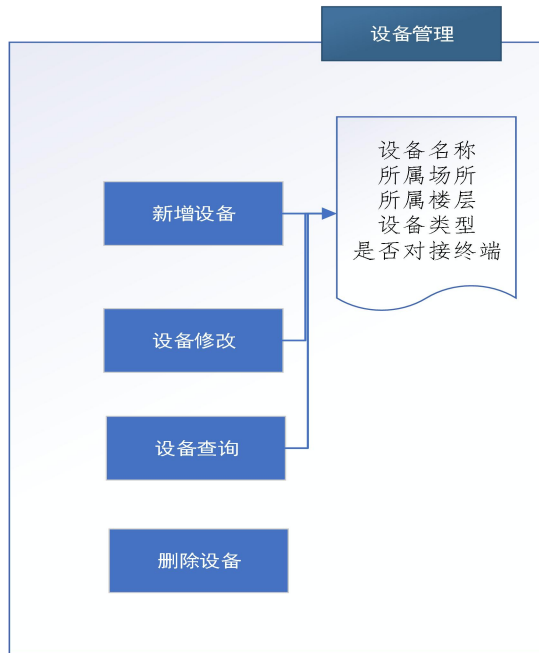 设备管理
新增设备
设备名称
所属场所
所属楼层
设备类型
是否对接终端
设备修改
设备查询
删除设备